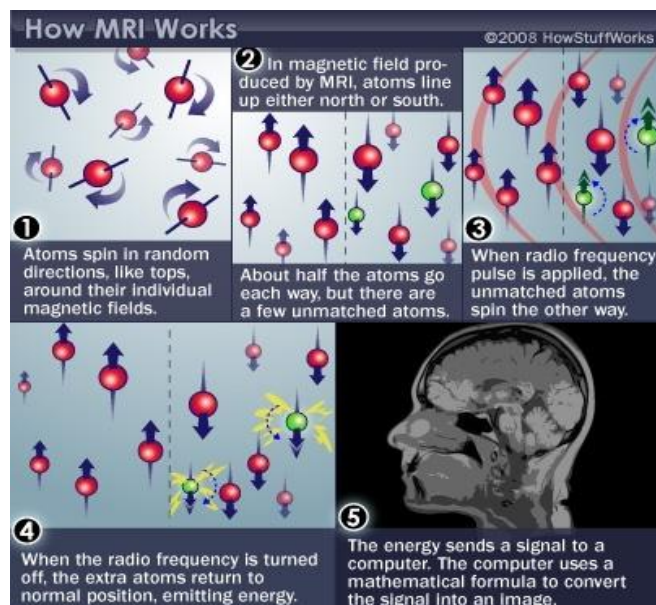 How MRI Works
©2008 HowStuffWorks
1
Atoms spin in random
directions, like tops,
around their individual
magnetic fields.
2
In magnetic field pro-
duced by MRI, atoms line
up either north or south.
About half the atoms go
each way, but there are
a few unmatched atoms.
3
When radio frequency
pulse is applied, the
unmatched atoms
spin the other way.
4
When the radio frequency is turned
off, the extra atoms return to
normal position, emitting energy.
5
The energy sends a signal to a
computer. The computer uses a
mathematical formula to convert
the signal into an image.